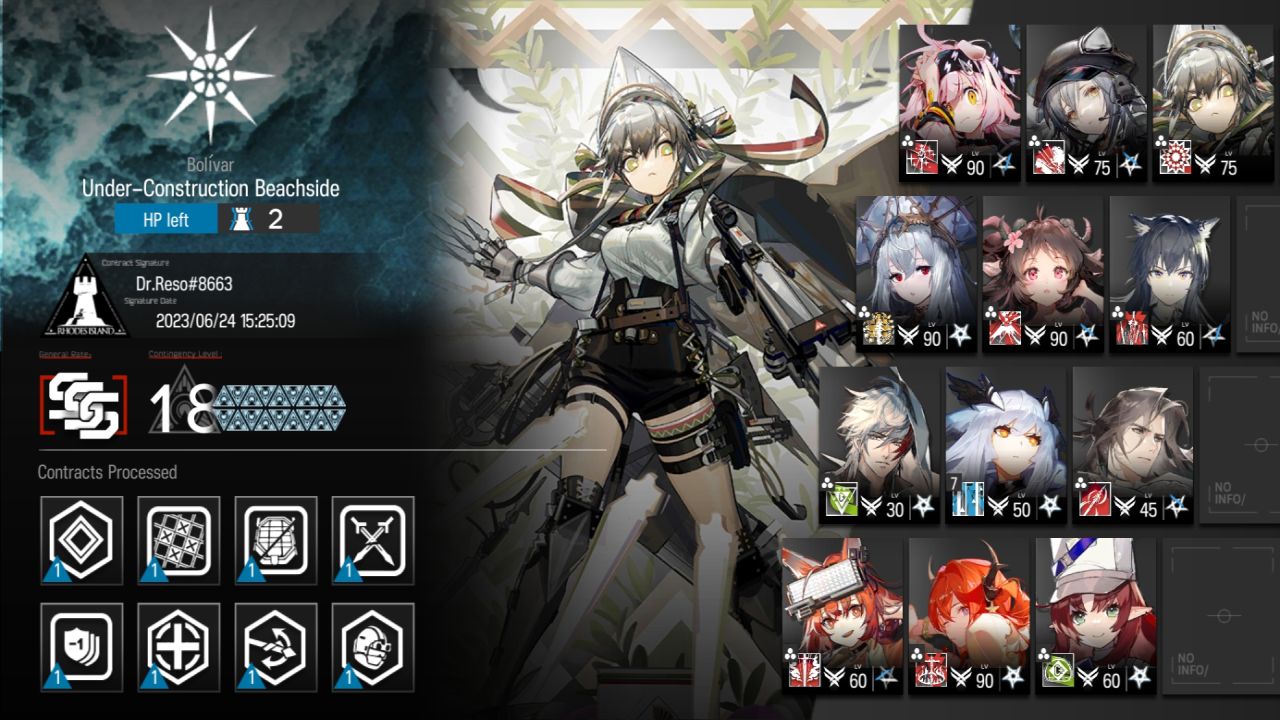 Bolívar
Under-Construction Beachside
HP left
2
Contract Signature
Dr.Reso#8663
Signature Date
2023/06/24 15:25:09
RHODES ISLAND
General Rate:
Contingency Level :
SSS
18
Contracts Processed
1
1
1
1
-1
1
1
1
1
LV
90
LV
75
LV
75
LV
90
LV
90
LV
60
NO
INFO/
LV
30
7
LV
50
LV
45
NO
INFO/
LV
60
LV
90
LV
60
NO
INFO/